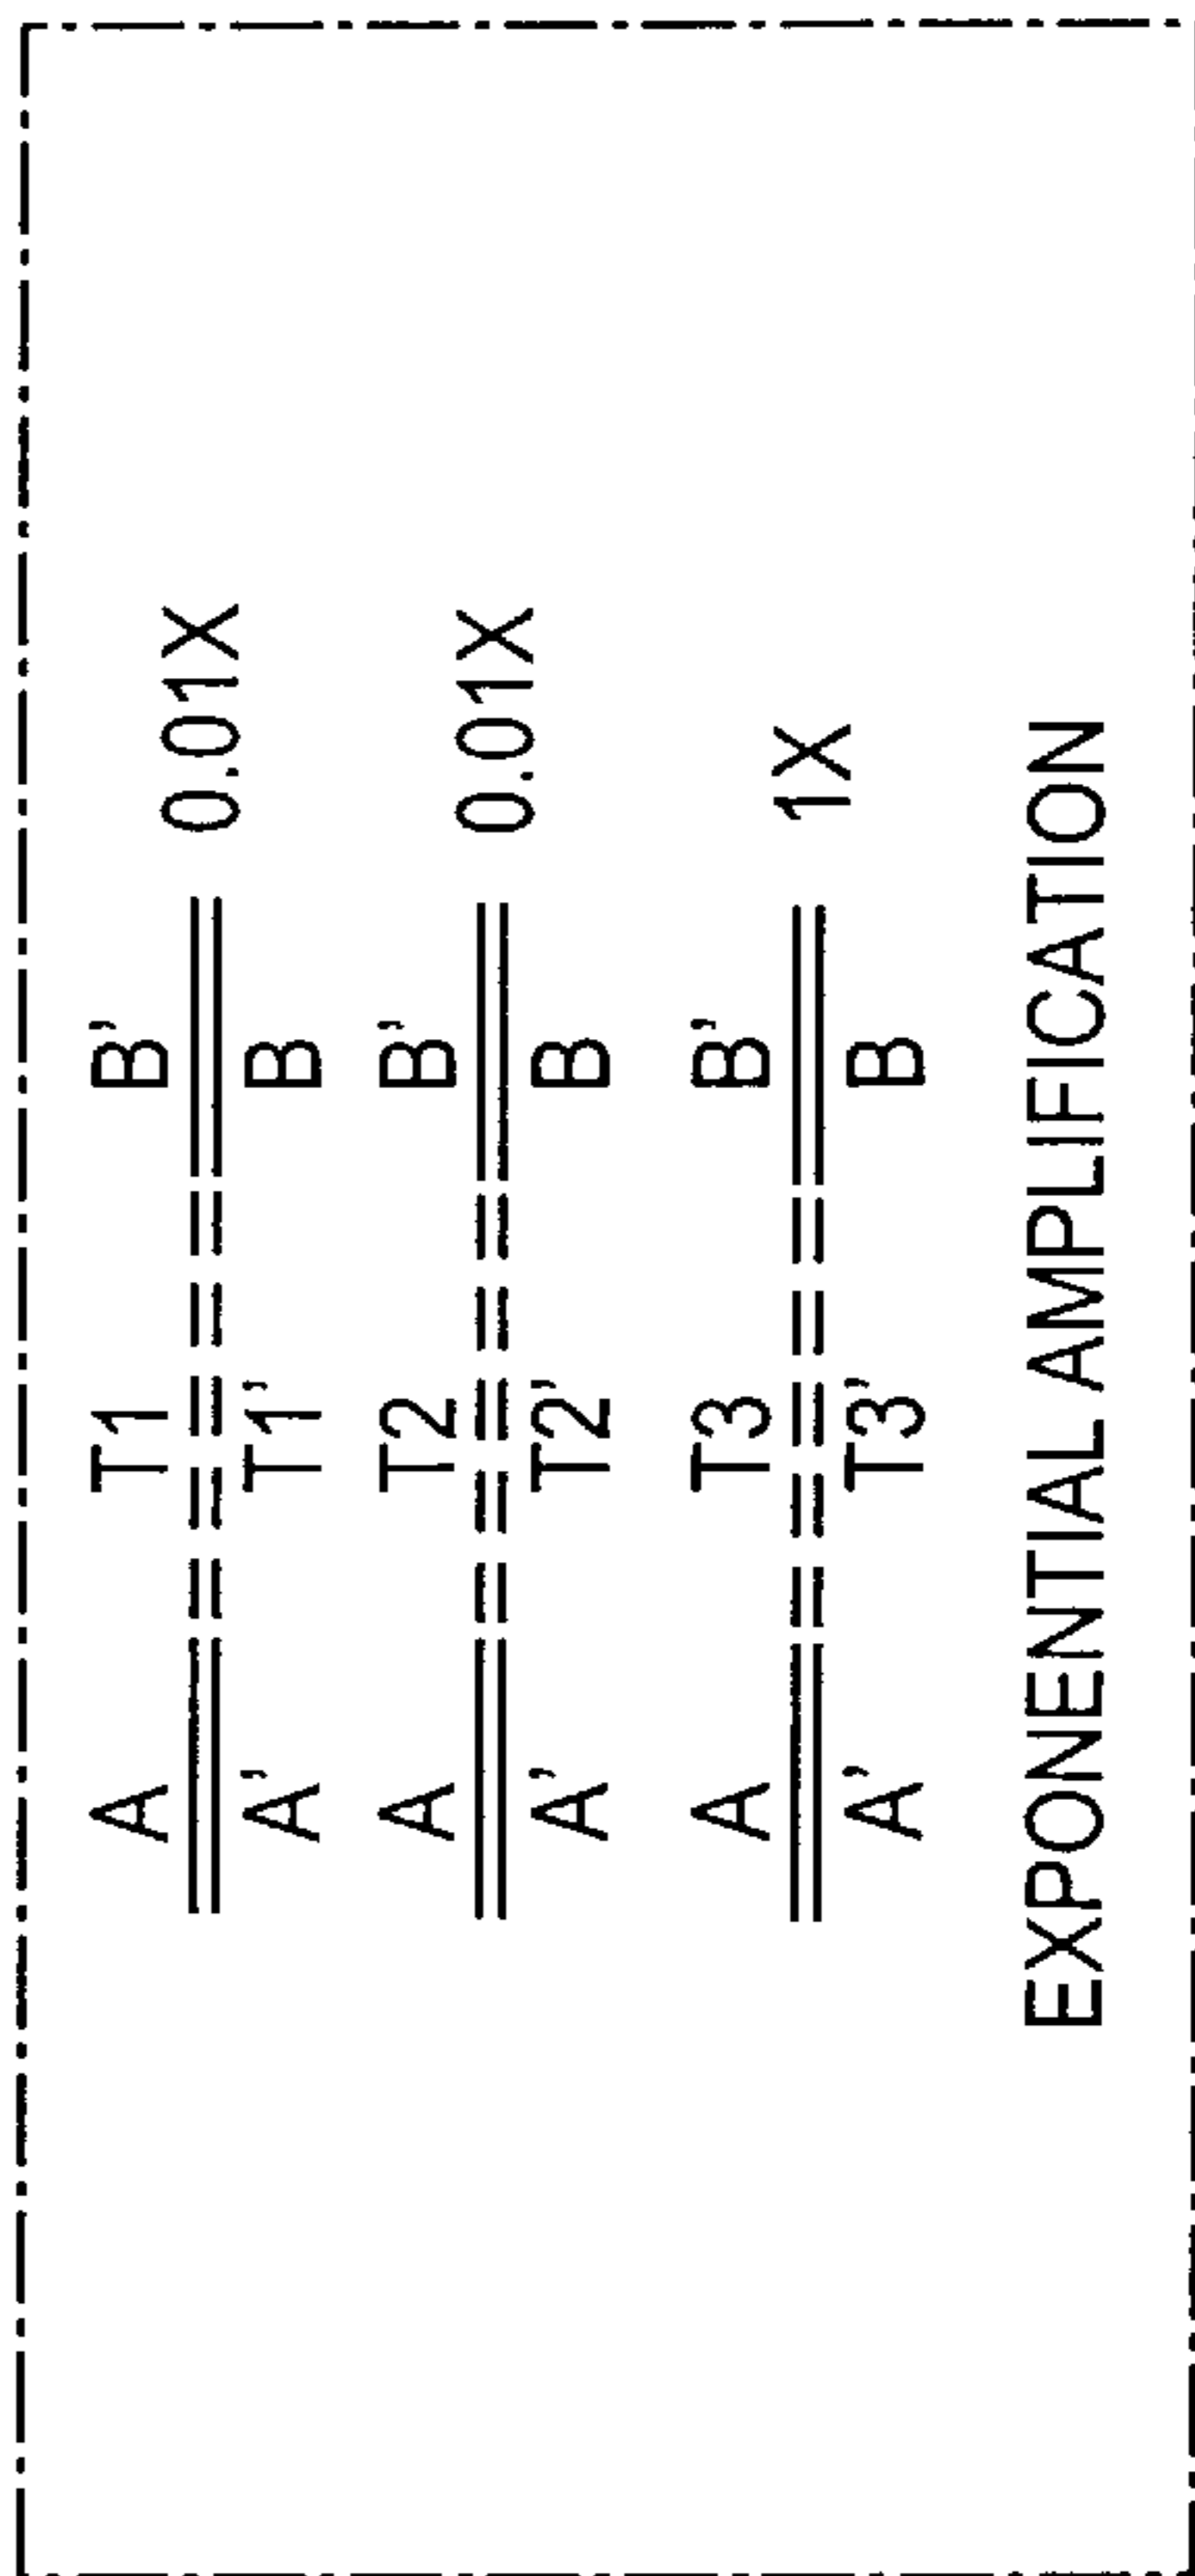 A T1 B'
A' T1' B
0.01X
A T2 B'
A' T2' B
0.01X
A T3 B'
A' T3' B
1X
EXPONENTIAL AMPLIFICATION